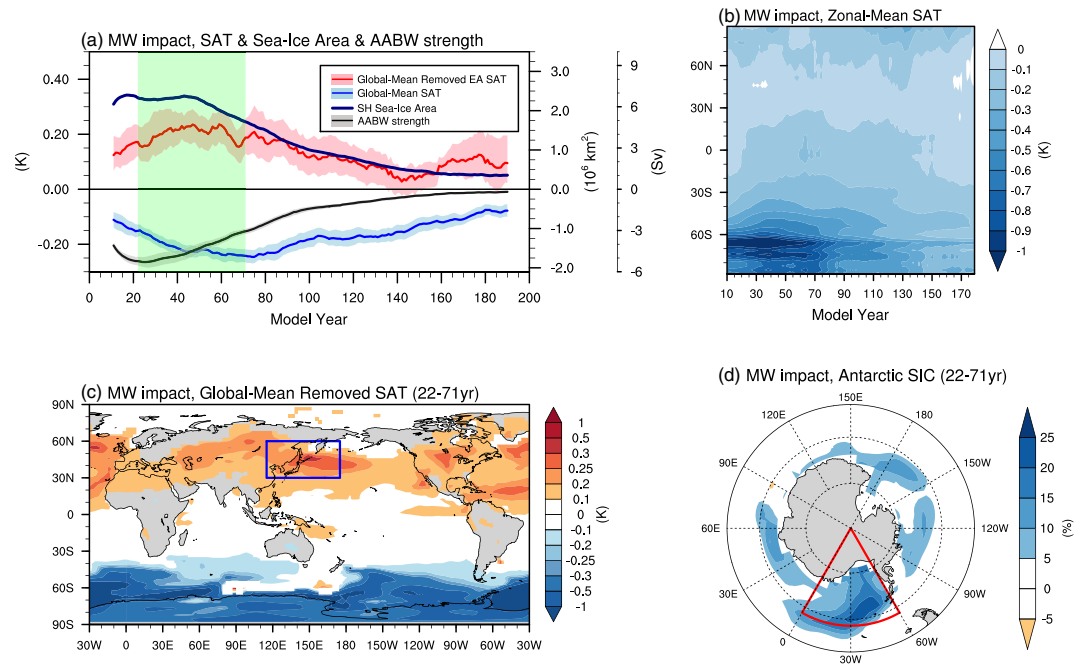 (a) MW impact, SAT & Sea-Ice Area & AABW strength
0.40
0.20
0.00
-0.20
(K)
Global-Mean Removed EA SAT
Global-Mean SAT
SH Sea-Ice Area
AABW strength
3.0
2.0
1.0
0.0
-1.0
-2.0
(10⁶ km²)
9
6
3
0
-3
-6
(Sv)
0 20 40 60 80 100 120 140 160 180 200
Model Year
(b) MW impact, Zonal-Mean SAT
60N
30N
0
30S
60S
10 30 50 70 90 110 130 150 170
Model Year
0
-0.1
-0.2
-0.3
-0.4
-0.5
-0.6
-0.7
-0.8
-0.9
-1
(K)
(c) MW impact, Global-Mean Removed SAT (22-71yr)
90N
60N
30N
0
30S
60S
90S
30W 0 30E 60E 90E 120E 150E 180 150W 120W 90W 60W 30W
1
0.5
0.3
0.25
0.2
0.1
-0.1
-0.2
-0.25
-0.3
-0.5
-1
(K)
(d) MW impact, Antarctic SIC (22-71yr)
150E
120E
180
90E
150W
60E
120W
30E
90W
0
60W
30W
25
20
15
10
5
0
-5
(%)